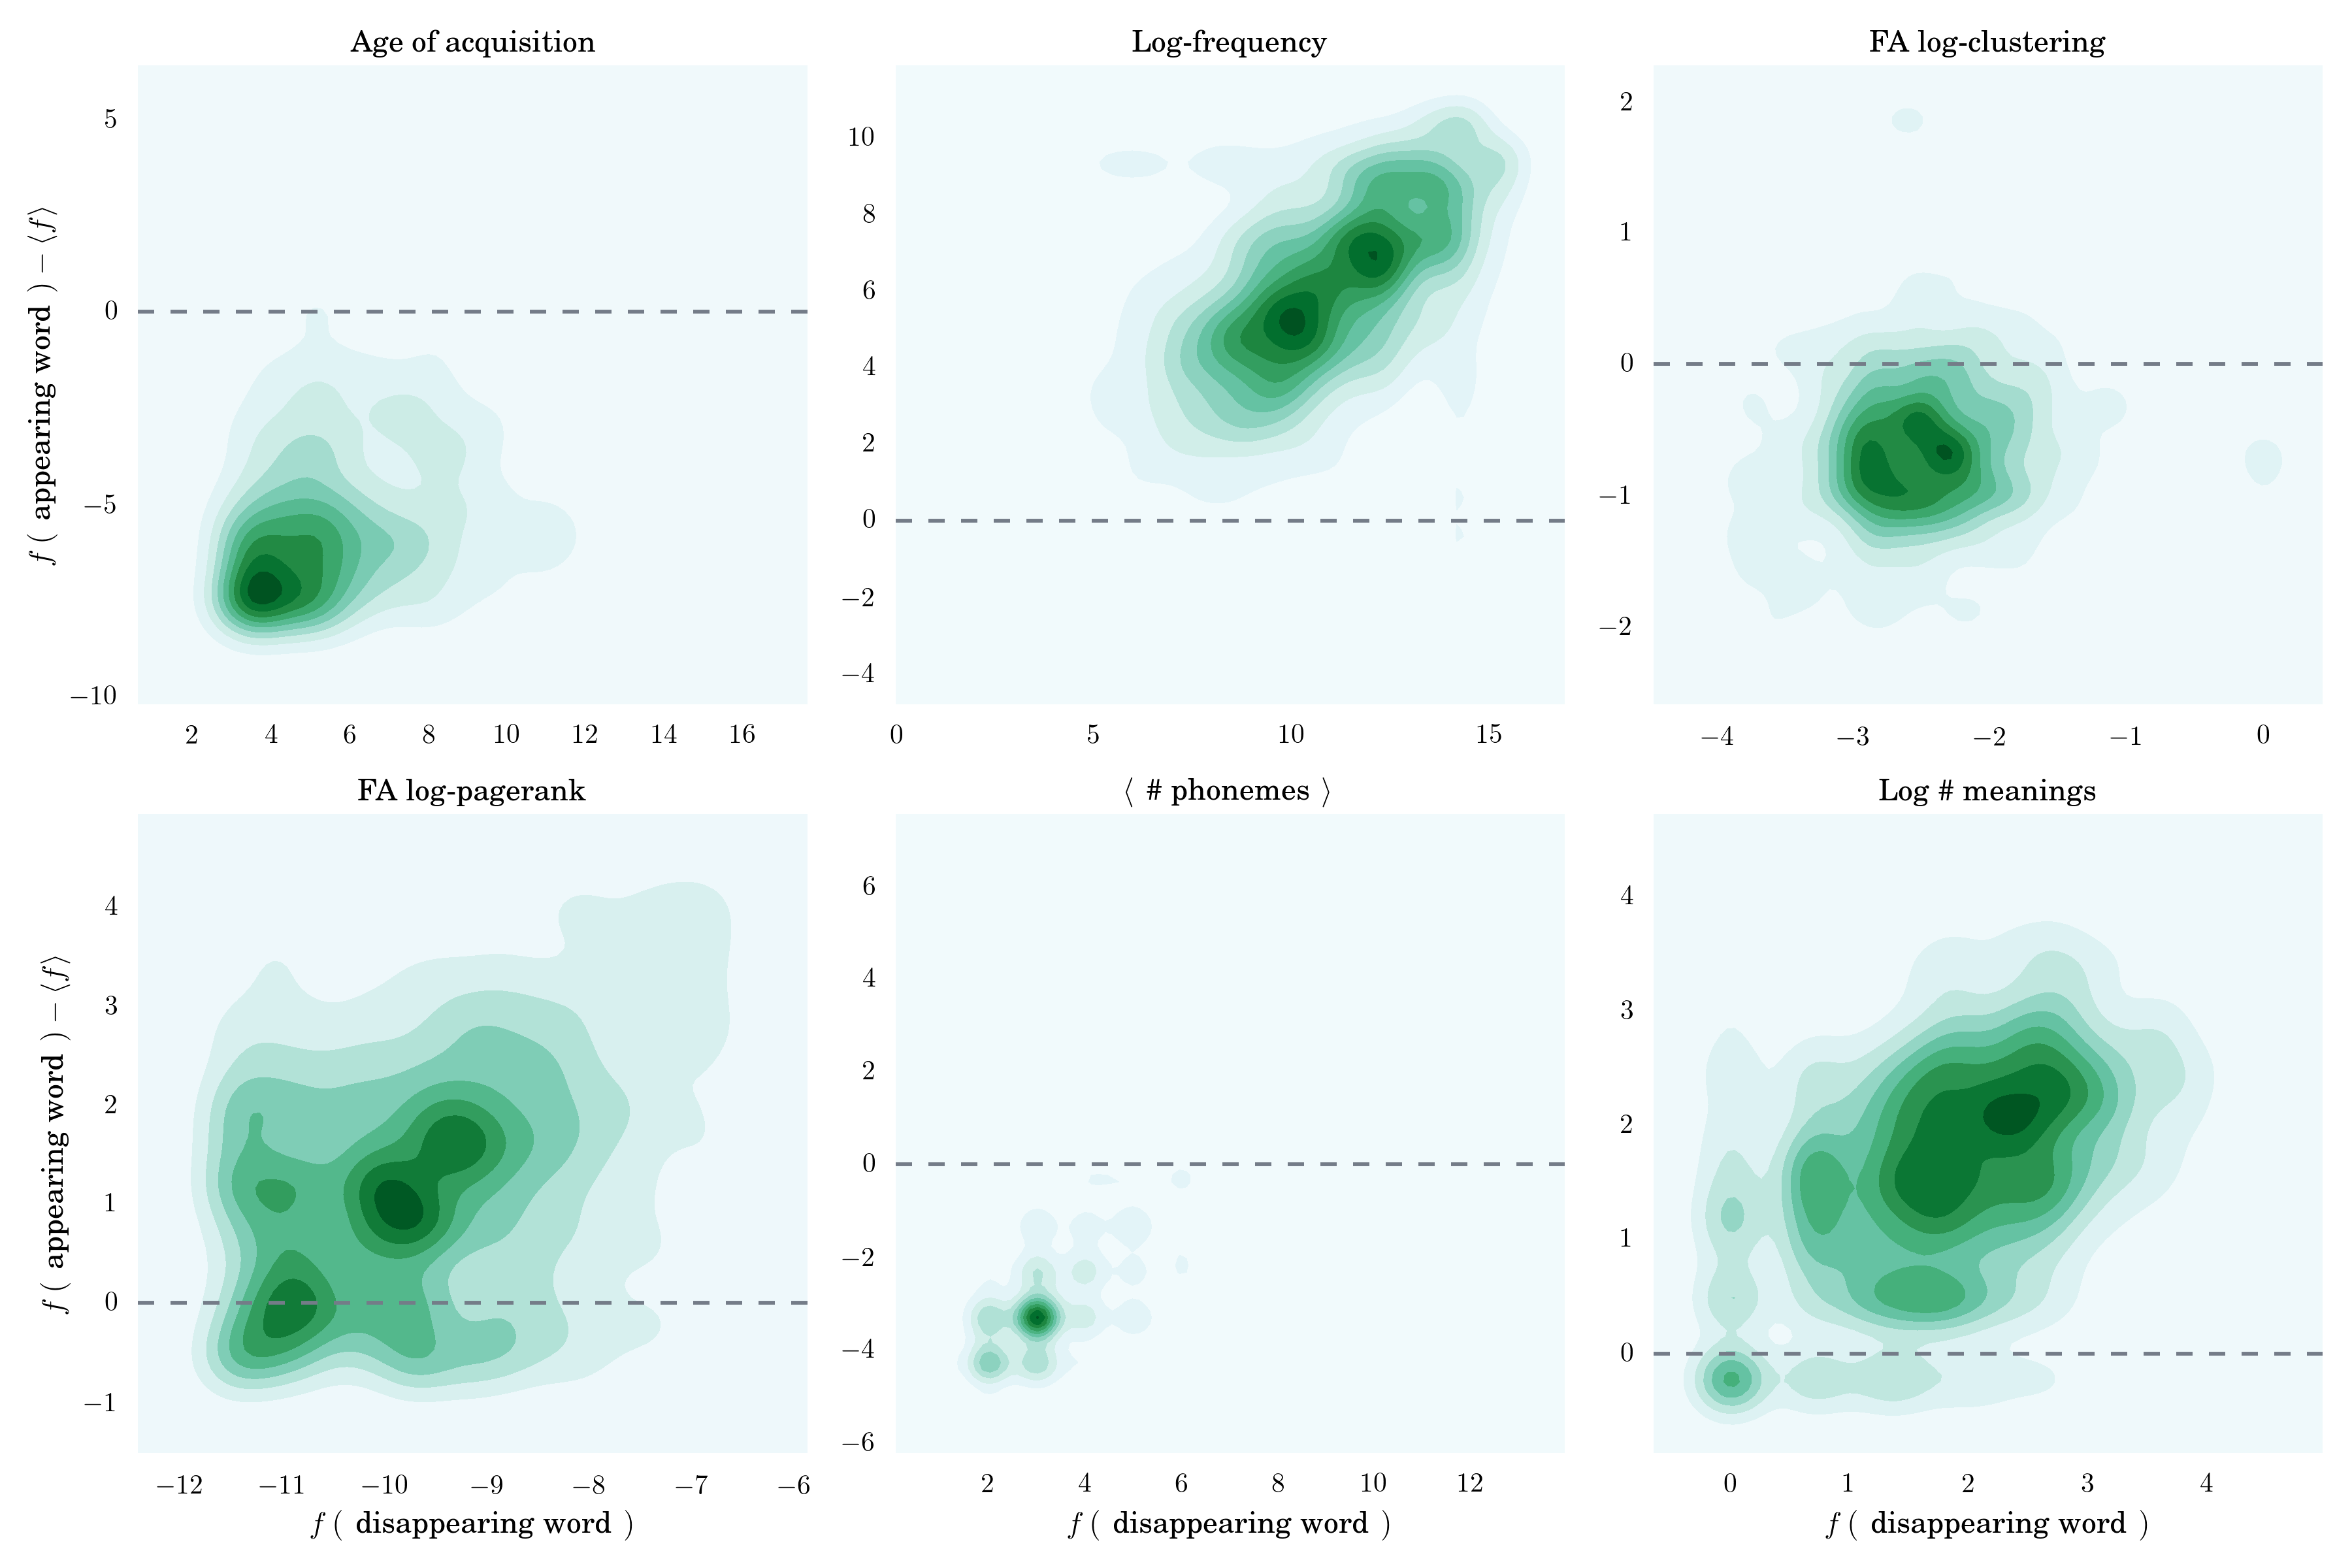 Age of acquisition
5
0
−5
−10
f ( appearing word ) − ⟨f⟩
2 4 6 8 10 12 14 16
Log-frequency
10
8
6
4
2
0
−2
−4
0 5 10 15
FA log-clustering
2
1
0
−1
−2
−4 −3 −2 −1 0
FA log-pagerank
4
3
2
1
0
−1
f ( appearing word ) − ⟨f⟩
−12 −11 −10 −9 −8 −7 −6
f ( disappearing word )
⟨ # phonemes ⟩
6
4
2
0
−2
−4
−6
2 4 6 8 10 12
f ( disappearing word )
Log # meanings
4
3
2
1
0
0 1 2 3 4
f ( disappearing word )